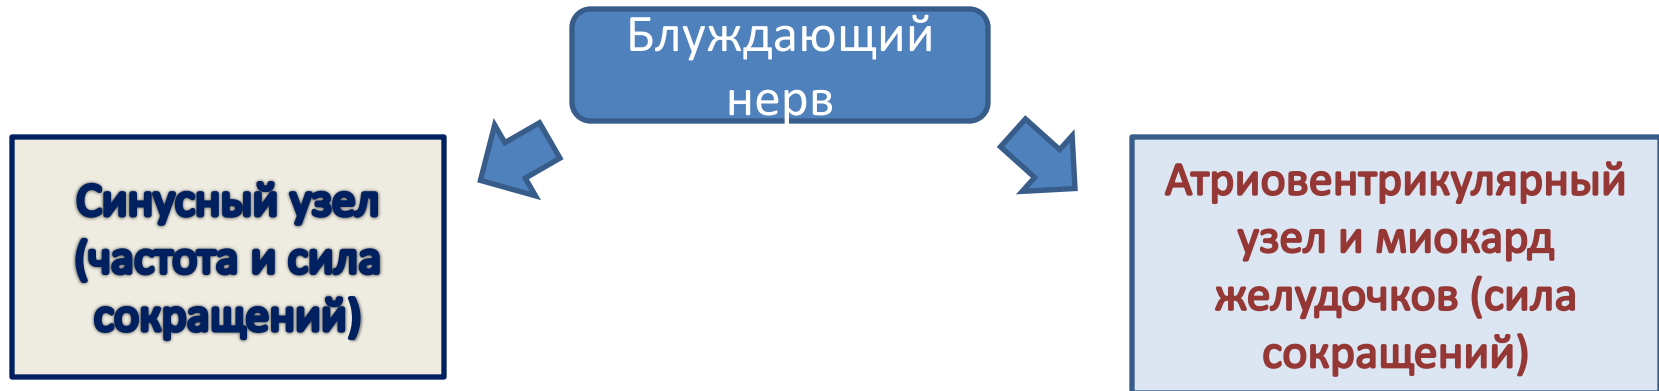 Блуждающий
нерв
Синусный узел
(частота и сила
сокращений)
Атриовентрикулярный
узел и миокард
желудочков (сила
сокращений)